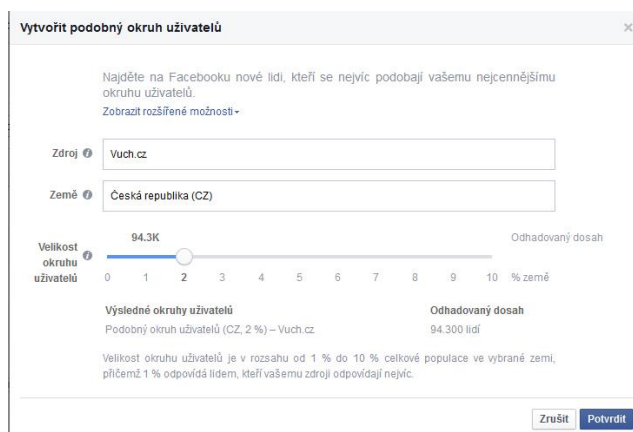 Vytvořit podobný okruh uživatelů
Najděte na Facebooku nové lidi, kteří se nejvíc podobají vašemu nejcennějšímu
okruhu uživatelů.
Zobrazit rozšířené možnosti
Zdroj
Vuch.cz
Země
Česká republika (CZ)
94.3K
Odhadovaný dosah
Velikost
okruhu
uživatelů
0 1 2 3 4 5 6 7 8 9 10 % země
Výsledné okruhy uživatelů Odhadovaný dosah
Podobný okruh uživatelů (CZ, 2 %) – Vuch.cz 94.300 lidí
Velikost okruhu uživatelů je v rozsahu od 1 % do 10 % celkové populace ve vybrané zemi,
přičemž 1 % odpovídá lidem, kteří vašemu zdroji odpovídají nejvíc.
Zrušit Potvrdit